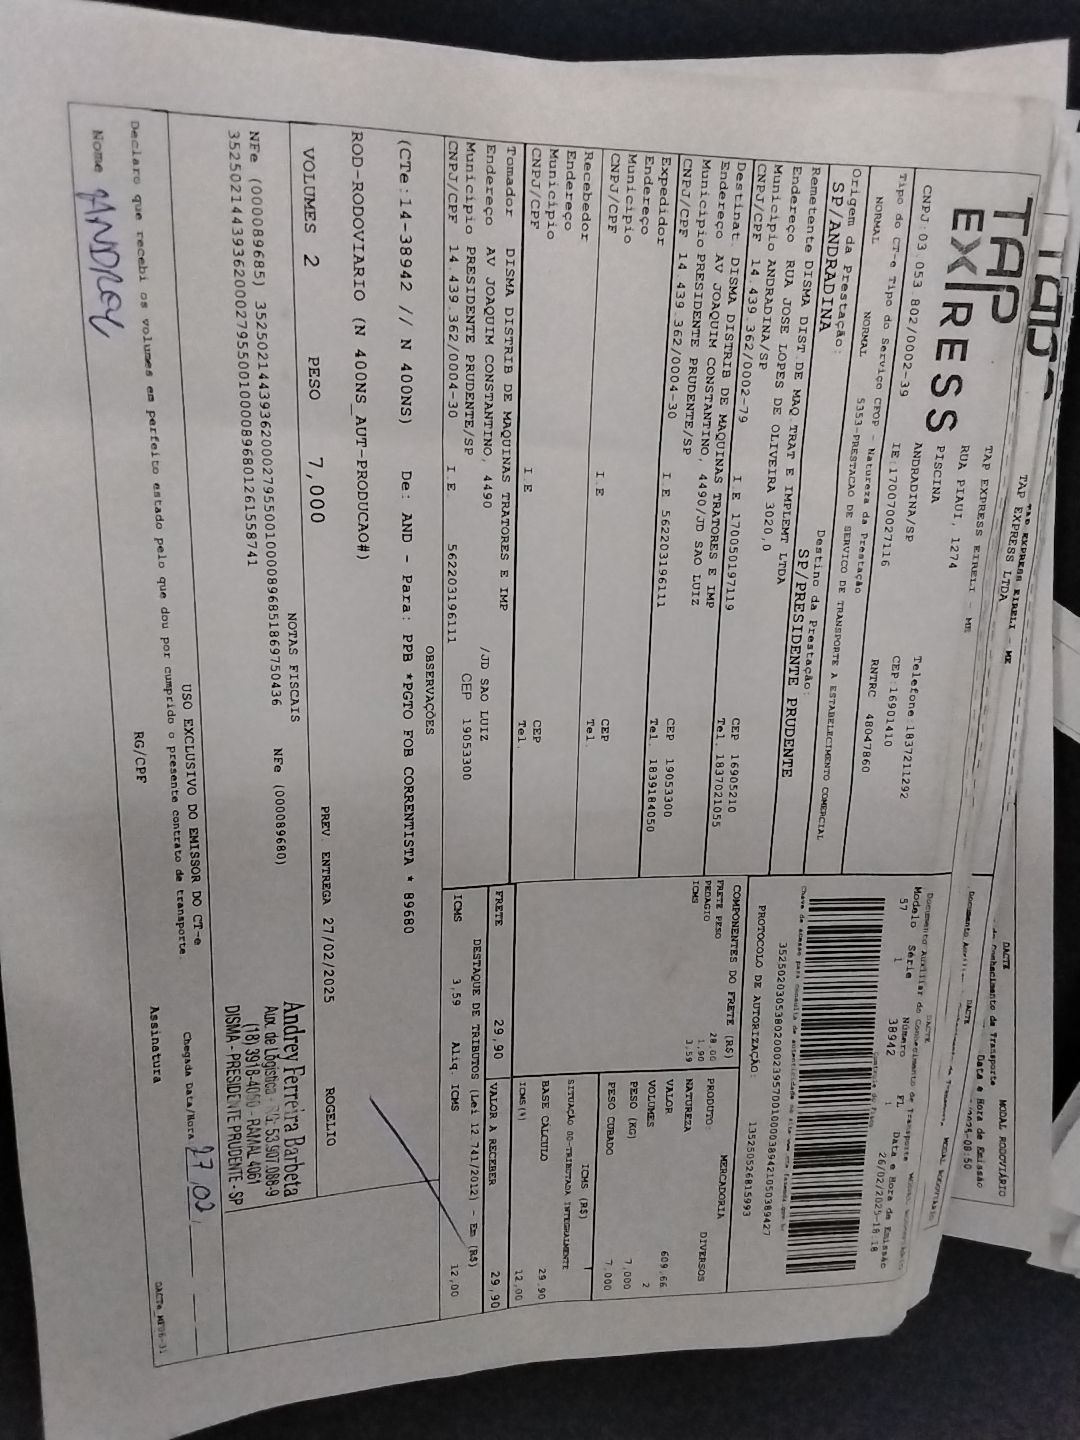 TAP EXPRESS EIRELI - ME
EXPRESS LTDA
TAP
EXPRESS
TAP EXPRESS EIRELI - ME
RUA PIAUI, 1274
PISCINA
ANDRADINA/SP
Telefone:1837211292
CNPJ:03.053.802/0002-39
IE:170070027116
CEP:16901410
RNTRC 48047860
Tipo do CT-e Tipo do Serviço CFOP - Natureza da Prestação
NORMAL NORMAL 5353-PRESTACAO DE SERVICO DE TRANSPORTE A ESTABELECIMENTO COMERCIAL
Origem da Prestação: Destino da Prestação:
SP/ANDRADINA SP/PRESIDENTE PRUDENTE
DACTE
Documento Auxiliar do Conhecimento de Transporte
MODAL RODOVIÁRIO
Modelo Série Número FL Data e Hora de Emissão
57 1 38942 1 26/02/2025-18:18
PROTOCOLO DE AUTORIZAÇÃO: 135250526815993
Remetente DISMA DIST DE MAQ TRAT E IMPLEMT LTDA
Endereço RUA JOSE LOPES DE OLIVEIRA 3020,0
Municipio ANDRADINA/SP CEP 16905210
CNPJ/CPF 14.439.362/0002-79 I.E 170050197119 Tel. 1837021055
Destinat. DISMA DISTRIB DE MAQUINAS TRATORES E IMP
Endereço AV JOAQUIM CONSTANTINO, 4490/JD SAO LUIZ
Municipio PRESIDENTE PRUDENTE/SP CEP 19053300
CNPJ/CPF 14.439.362/0004-30 I.E 562203196111 Tel. 1839184050
Expedidor
Endereço
Municipio CEP
CNPJ/CPF I.E Tel.
Recebedor
Endereço
Municipio CEP
CNPJ/CPF I.E Tel.
Tomador DISMA DISTRIB DE MAQUINAS TRATORES E IMP
Endereço AV JOAQUIM CONSTANTINO, 4490 /JD SAO LUIZ
Municipio PRESIDENTE PRUDENTE/SP CEP 19053300
CNPJ/CPF 14.439.362/0004-30 I.E 562203196111
COMPONENTES DO FRETE (R$)
FRETE PESO 28,00
PEDAGIO 1,90
ICMS 3,59
MERCADORIA
PRODUTO:
NATUREZA DIVERSOS
VALOR 609,66
VOLUMES 2
PESO (KG) 7,000
PESO CUBADO 7,000
ICMS (R$)
SITUAÇÃO 00-TRIBUTADA INTEGRALMENTE
BASE CÁLCULO 29,90
ICMS (%) 12,00
FRETE 29,90 VALOR A RECEBER 29,90
DESTAQUE DE TRIBUTOS (Lei 12.741/2012) - Em (R$)
ICMS 3,59 Aliq. ICMS 12,00
OBSERVAÇÕES
(CTe:14-38942 // N 400NS) De: AND - Para: PPB *PGTO FOB CORRENTISTA * 89680
ROD-RODOVIARIO (N 400NS_AUT-PRODUCAO#)
VOLUMES 2 PESO 7,000 PREV ENTREGA 27/02/2025 ROGELIO
NOTAS FISCAIS
NFe (000089685) 35250214439362000279550010000896851869750436 NFe (000089680)
35250214439362000279550010000896801261558741
Andrey Ferreira Barbeta
Aux. de Logística
DISMA - PRESIDENTE PRUDENTE - SP
USO EXCLUSIVO DO EMISSOR DO CT-e
Declaro que recebi os volumes em perfeito estado pelo que dou por cumprido o presente contrato de transporte
Chegada Data/Hora 27,02
Nome RG/CPF Assinatura